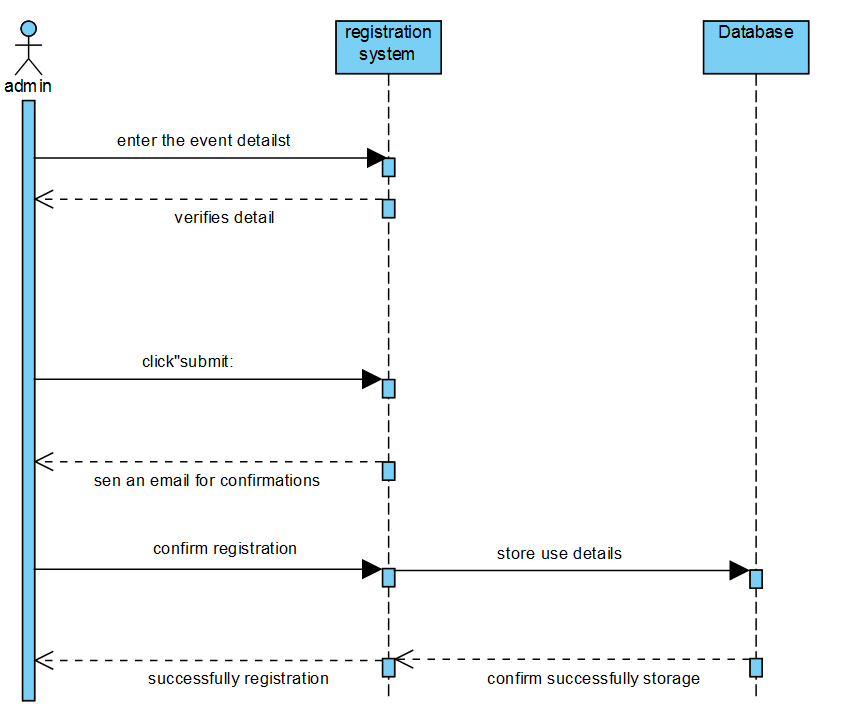 registration
system
Database
admin
enter the event detailst
verifies detail
click"submit:
sen an email for confirmations
confirm registration
store use details
successfully registration
confirm successfully storage